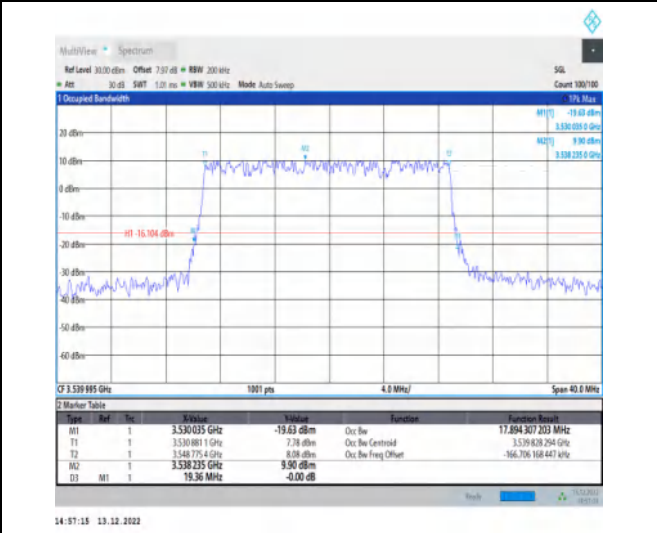 MultiView Spectrum
Ref Level 30.00 dBm Offset 7.97 dB RBW 200 kHz SGL
Att 30 dB SWT 1.01 ms VBW 500 kHz Mode Auto Sweep Count 100/100
1 Occupied Bandwidth 1Pk Max
M1[1] -19.63 dBm
3.530 035 0 GHz
20 dBm M2[1] 9.90 dBm
3.538 235 0 GHz
T1 M2 T2
10 dBm
0 dBm
-10 dBm
H1 -16.104 dBm
-20 dBm
-30 dBm
-40 dBm
-50 dBm
-60 dBm
CF 3.539 995 GHz 1001 pts 4.0 MHz/ Span 40.0 MHz
2 Marker Table
Type Ref Trc X-Value Y-Value Function Function Result
M1 1 3.530 035 GHz -19.63 dBm Occ Bw 17.894 307 203 MHz
T1 1 3.530 881 1 GHz 7.78 dBm Occ Bw Centroid 3.539 828 294 GHz
T2 1 3.548 775 4 GHz 8.08 dBm Occ Bw Freq Offset -166.706 168 447 kHz
M2 1 3.538 235 GHz 9.90 dBm
D3 M1 1 19.36 MHz -0.00 dB
Ready 13.12.2022
14:57:15 13.12.2022